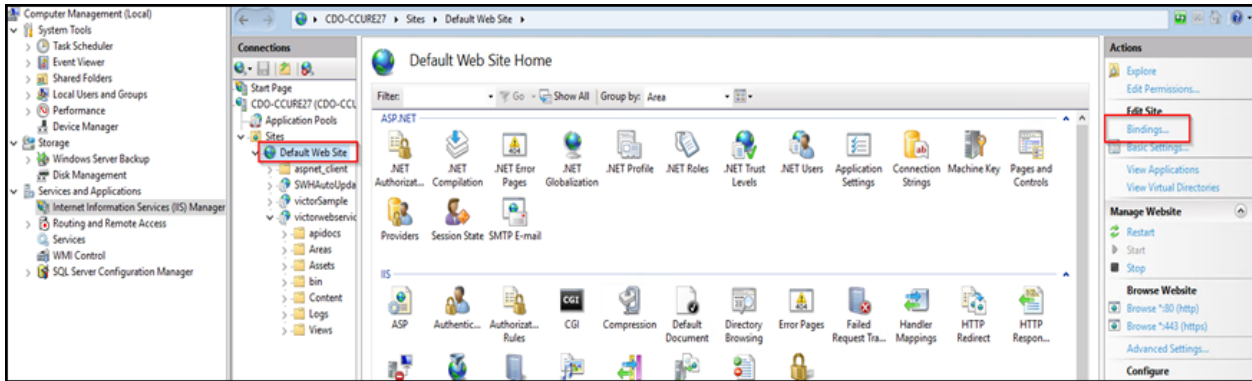 Computer Management (Local)
System Tools
Task Scheduler
Event Viewer
Shared Folders
Local Users and Groups
Performance
Device Manager
Storage
Windows Server Backup
Disk Management
Services and Applications
Internet Information Services (IIS) Manager
Routing and Remote Access
Services
WMI Control
SQL Server Configuration Manager
CDO-CCURE27 Sites Default Web Site
Connections
Start Page
CDO-CCURE27 (CDO-CCU
Application Pools
Sites
Default Web Site
aspnet_client
SWHAutoUpda
victorSample
victorwebservic
apidocs
Areas
Assets
bin
Content
Logs
Views
Default Web Site Home
Filter: Go Show All Group by: Area
ASP.NET
.NET Authorizat...
.NET Compilation
.NET Error Pages
.NET Globalization
.NET Profile
.NET Roles
.NET Trust Levels
.NET Users
Application Settings
Connection Strings
Machine Key
Pages and Controls
Providers
Session State
SMTP E-mail
IIS
ASP
Authentic...
Authorizat... Rules
CGI
CGI
Compression
Default Document
Directory Browsing
404
Error Pages
Failed Request Tra...
Handler Mappings
HTTP Redirect
HTTP Respon...
Actions
Explore
Edit Permissions...
Edit Site
Bindings...
Basic Settings...
View Applications
View Virtual Directories
Manage Website
Restart
Start
Stop
Browse Website
Browse *:80 (http)
Browse *:443 (https)
Advanced Settings...
Configure